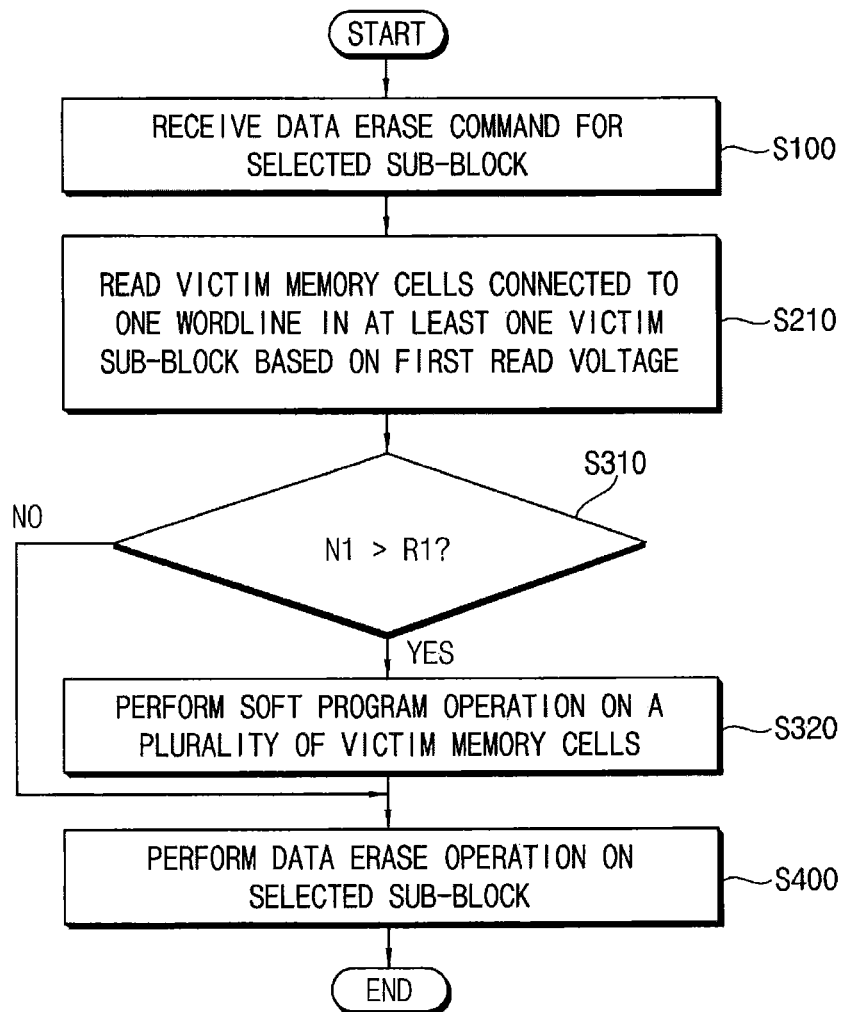 START
RECEIVE DATA ERASE COMMAND FOR
SELECTED SUB-BLOCK
S100
READ VICTIM MEMORY CELLS CONNECTED TO
ONE WORDLINE IN AT LEAST ONE VICTIM
SUB-BLOCK BASED ON FIRST READ VOLTAGE
S210
S310
NO
N1 > R1?
YES
PERFORM SOFT PROGRAM OPERATION ON A
PLURALITY OF VICTIM MEMORY CELLS
S320
PERFORM DATA ERASE OPERATION ON
SELECTED SUB-BLOCK
S400
END